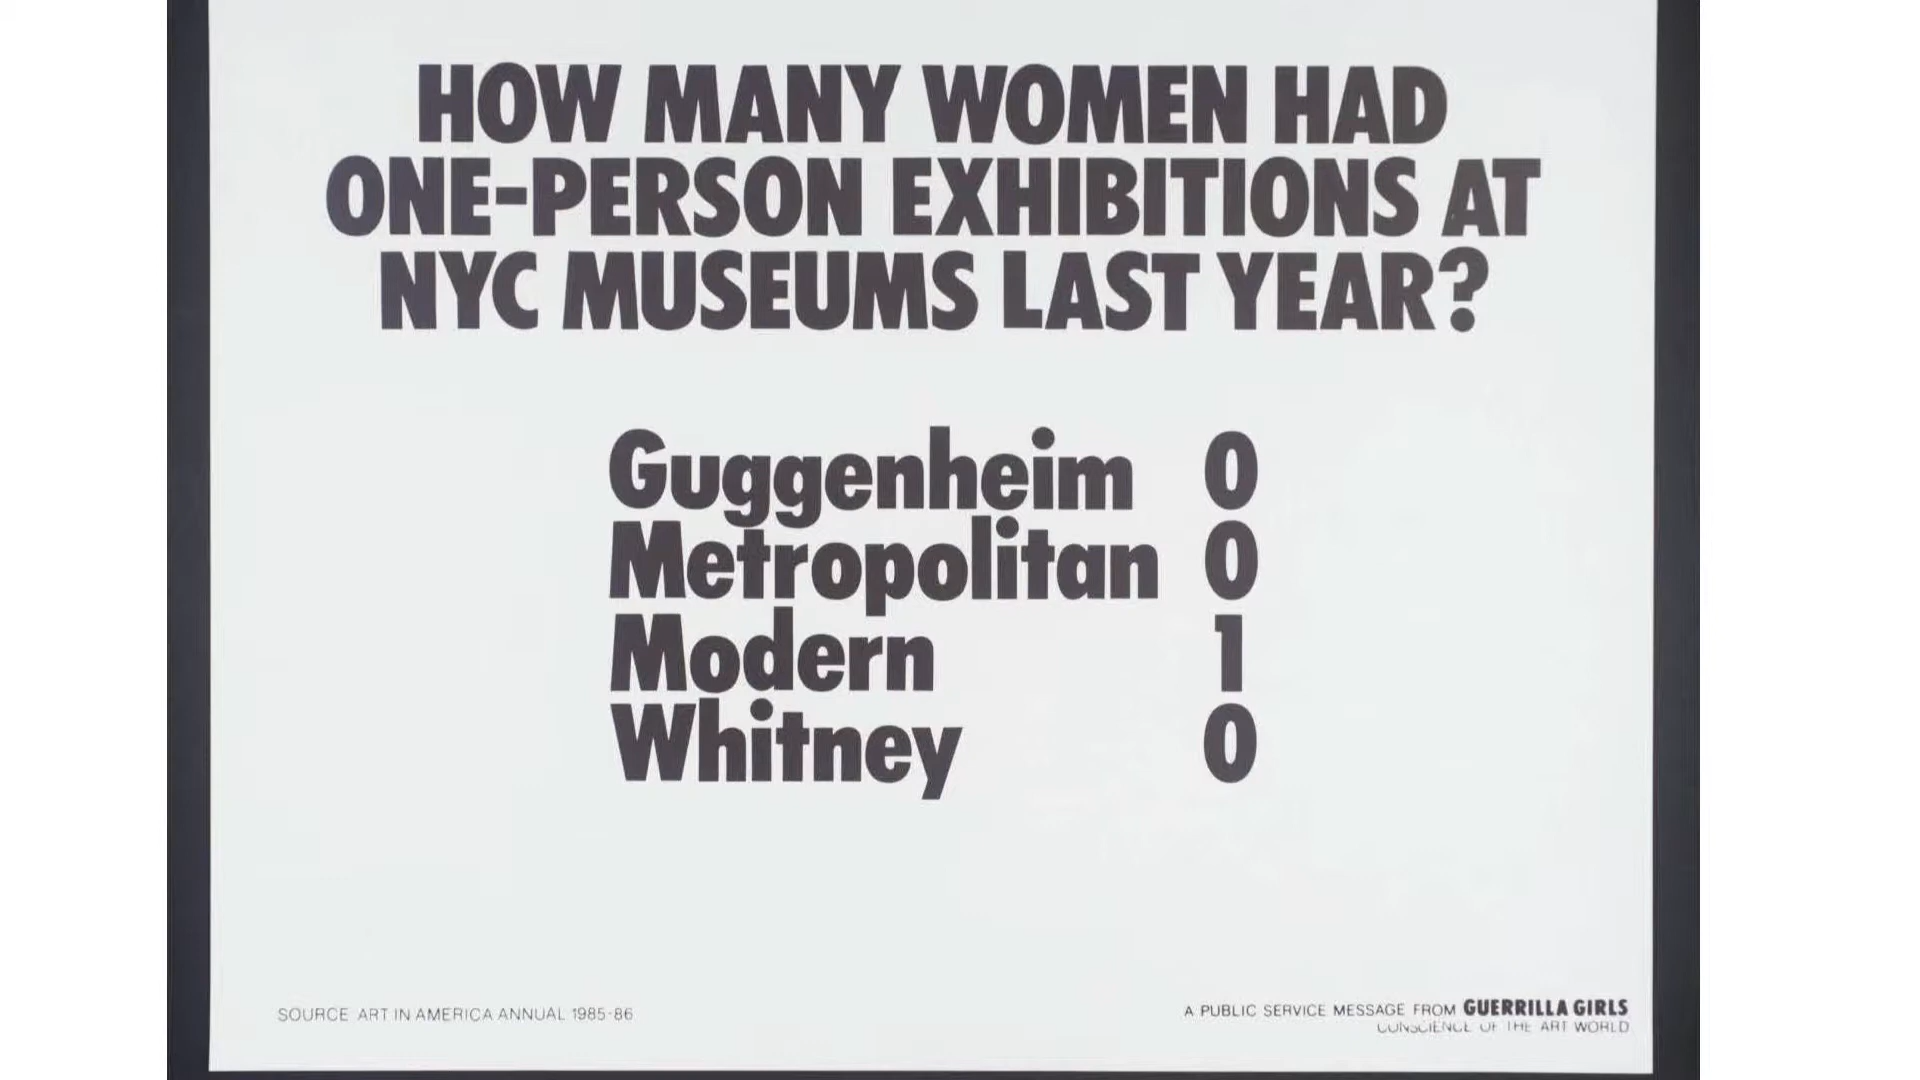 HOW MANY WOMEN HAD
ONE-PERSON EXHIBITIONS AT
NYC MUSEUMS LAST YEAR?
Guggenheim 0
Metropolitan 0
Modern 1
Whitney 0
SOURCE ART IN AMERICA ANNUAL 1985-86
A PUBLIC SERVICE MESSAGE FROM GUERRILLA GIRLS
CONSCIENCE OF THE ART WORLD